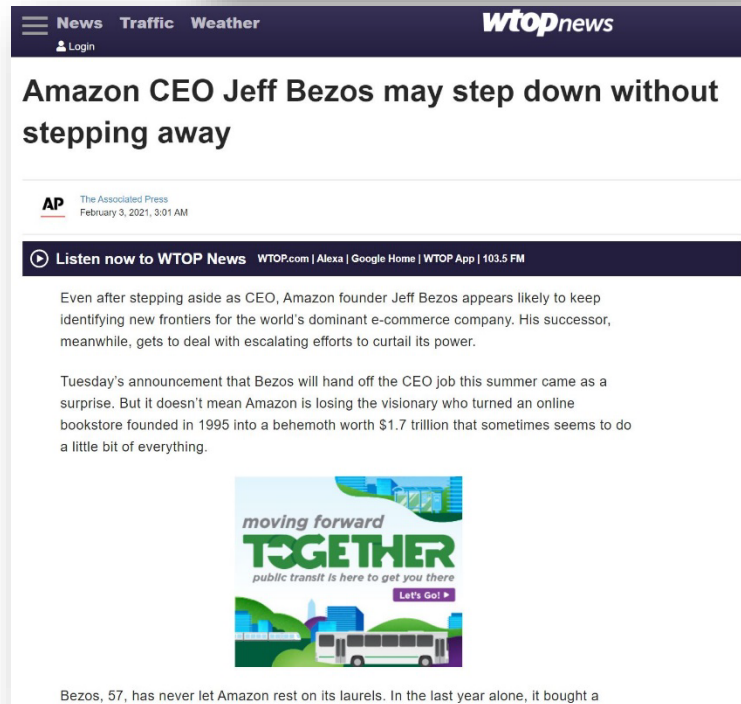 News Traffic Weather
wtopnews
Login
Amazon CEO Jeff Bezos may step down without
stepping away
AP
The Associated Press
February 3, 2021, 3:01 AM
Listen now to WTOP News WTOP.com | Alexa | Google Home | WTOP App | 103.5 FM
Even after stepping aside as CEO, Amazon founder Jeff Bezos appears likely to keep
identifying new frontiers for the world's dominant e-commerce company. His successor,
meanwhile, gets to deal with escalating efforts to curtail its power.
Tuesday's announcement that Bezos will hand off the CEO job this summer came as a
surprise. But it doesn't mean Amazon is losing the visionary who turned an online
bookstore founded in 1995 into a behemoth worth $1.7 trillion that sometimes seems to do
a little bit of everything.
moving forward
TOGETHER
public transit is here to get you there
Let's Go!
Bezos, 57, has never let Amazon rest on its laurels. In the last year alone, it bought a